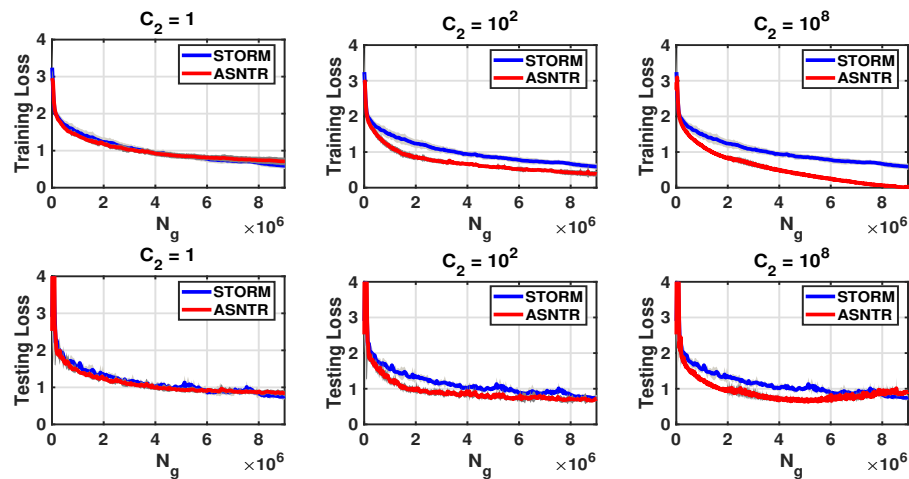 C2 = 1
Training Loss
4
3
2
1
0
STORM
ASNTR
0 2 4 6 8
Ng ×10^6
C2 = 10^2
Training Loss
4
3
2
1
0
STORM
ASNTR
0 2 4 6 8
Ng ×10^6
C2 = 10^8
Training Loss
4
3
2
1
0
STORM
ASNTR
0 2 4 6 8
Ng ×10^6
C2 = 1
Testing Loss
4
3
2
1
0
STORM
ASNTR
0 2 4 6 8
Ng ×10^6
C2 = 10^2
Testing Loss
4
3
2
1
0
STORM
ASNTR
0 2 4 6 8
Ng ×10^6
C2 = 10^8
Testing Loss
4
3
2
1
0
STORM
ASNTR
0 2 4 6 8
Ng ×10^6